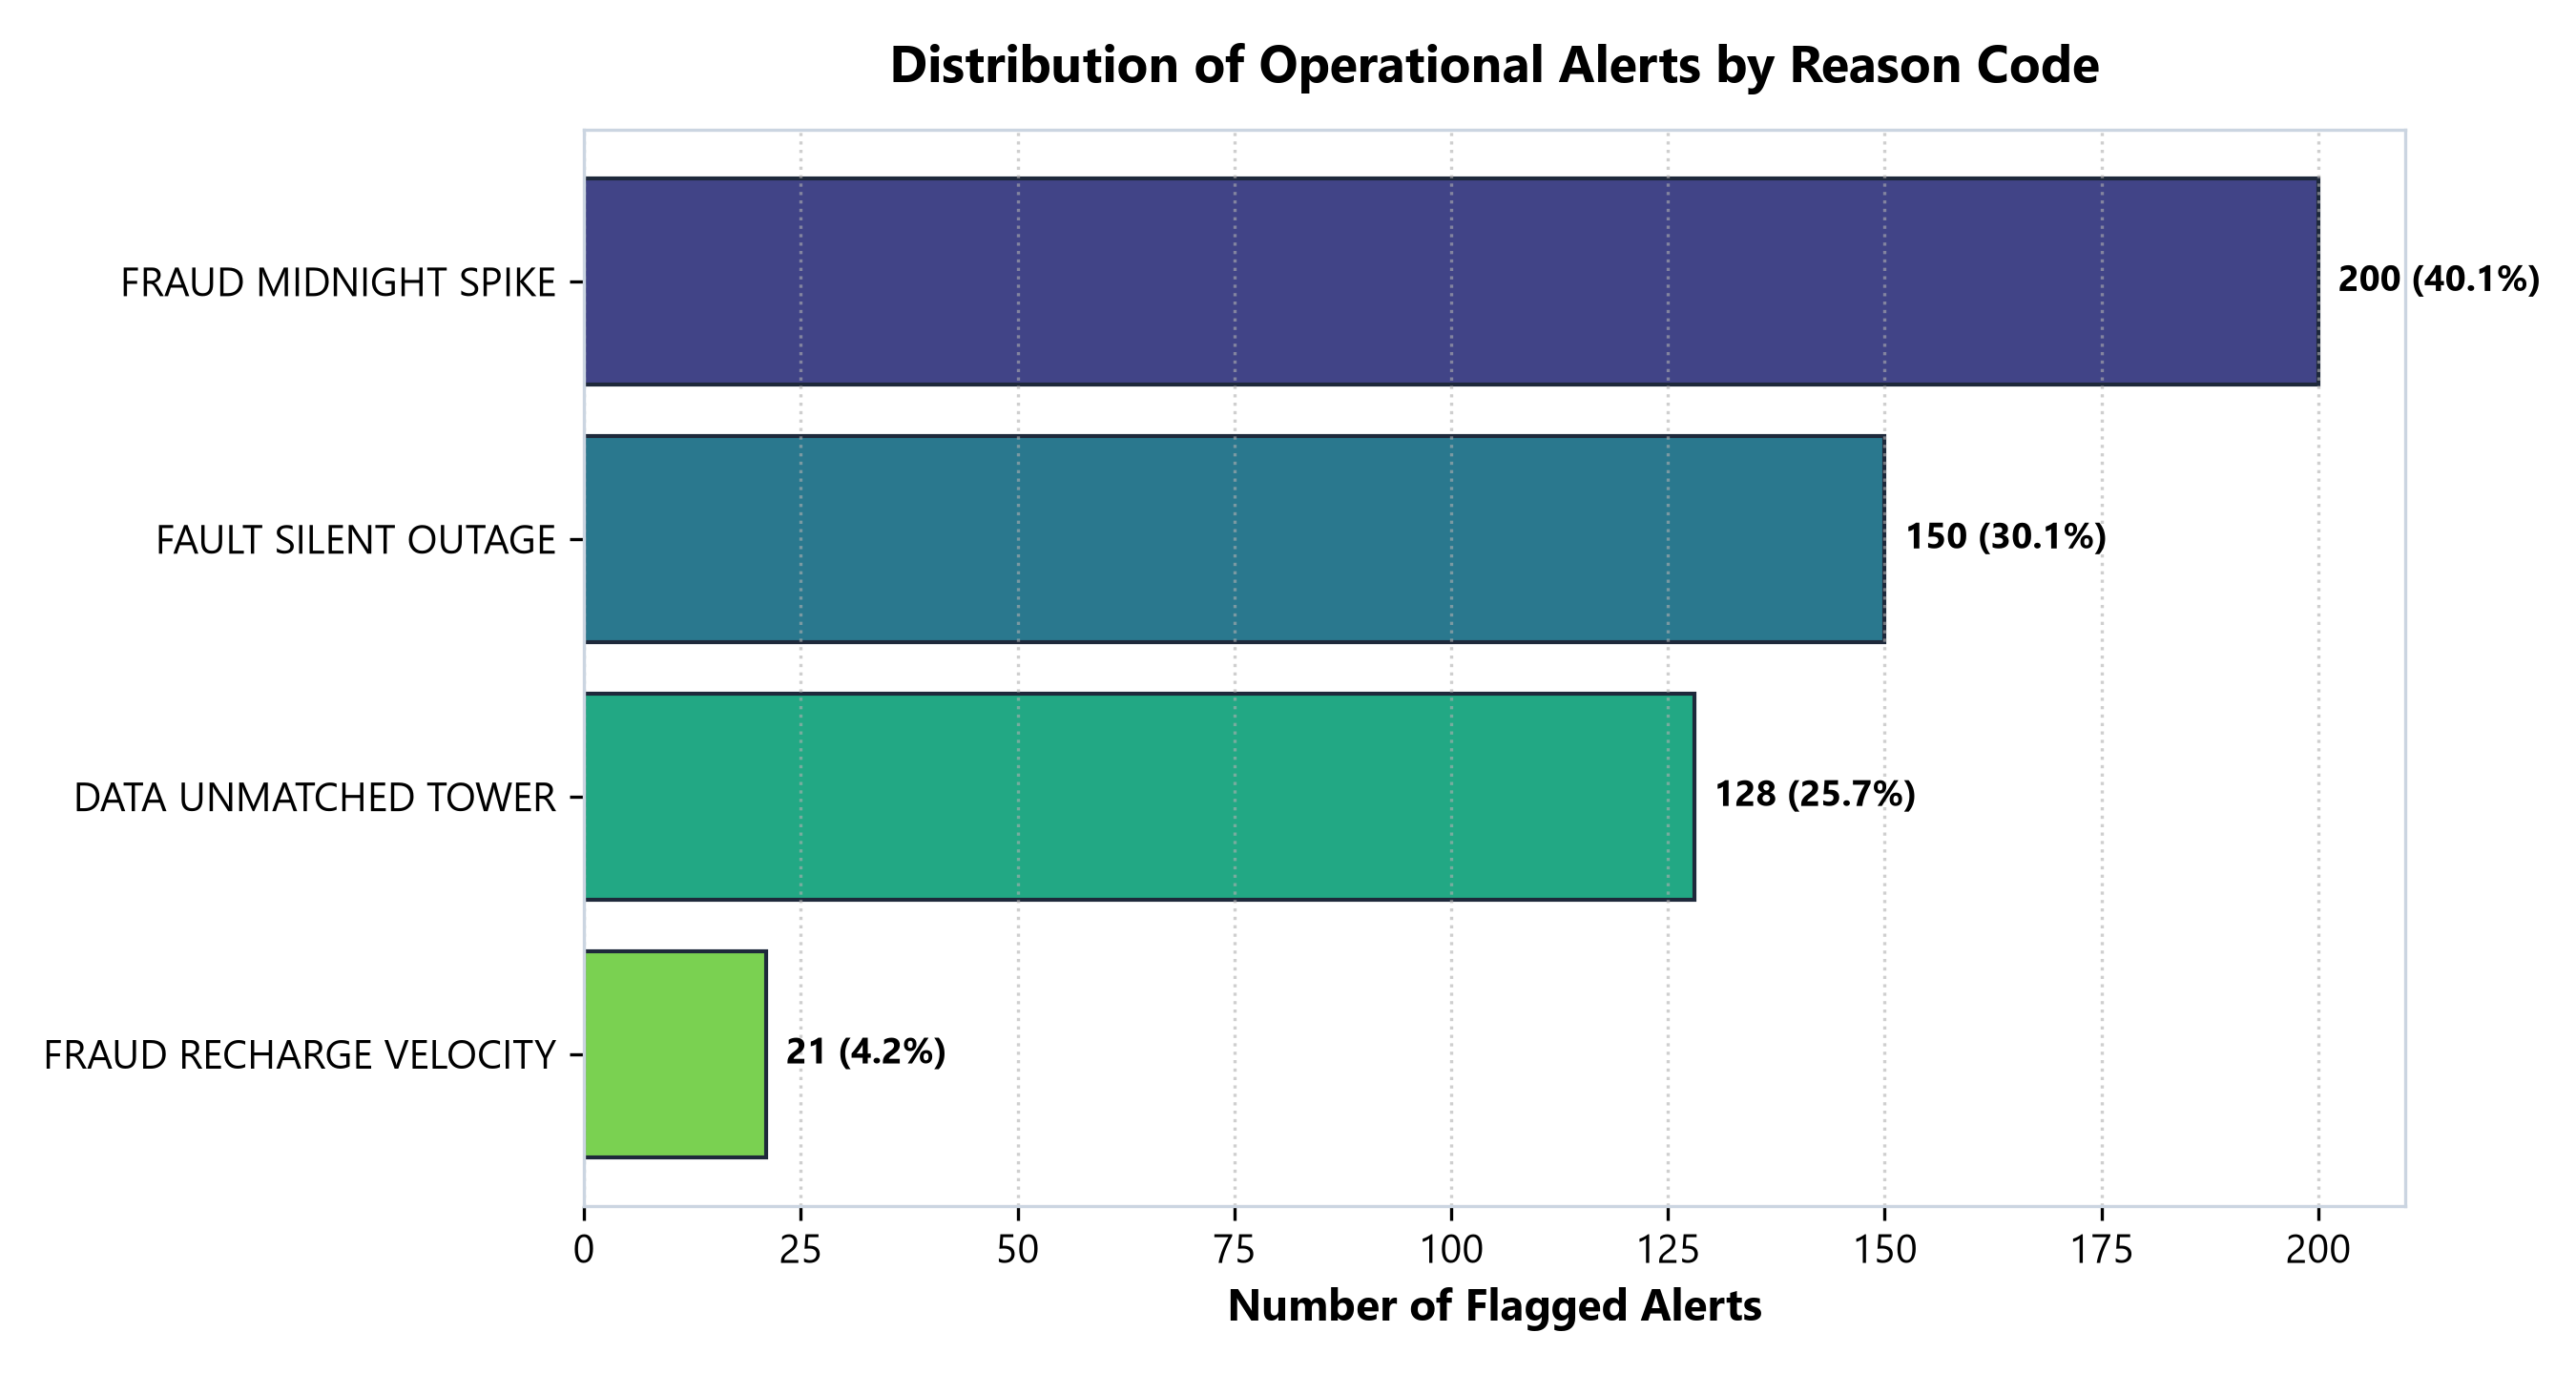 Distribution of Operational Alerts by Reason Code
FRAUD MIDNIGHT SPIKE
200 (40.1%)
FAULT SILENT OUTAGE
150 (30.1%)
DATA UNMATCHED TOWER
128 (25.7%)
FRAUD RECHARGE VELOCITY
21 (4.2%)
0 25 50 75 100 125 150 175 200
Number of Flagged Alerts